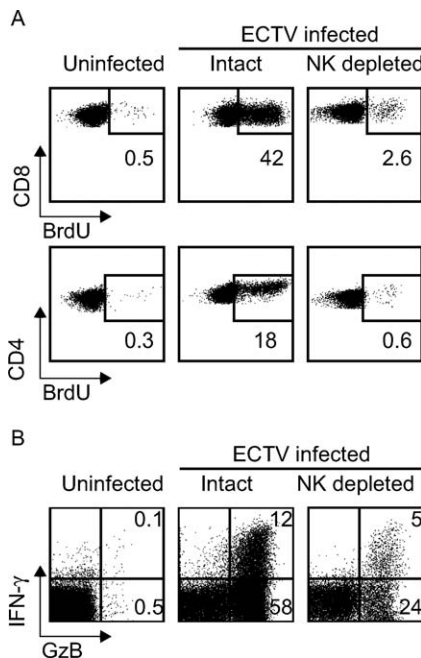 A
ECTV infected
Uninfected Intact NK depleted
CD8
0.5 42 2.6
BrdU
CD4
0.3 18 0.6
BrdU
B
ECTV infected
Uninfected Intact NK depleted
0.1 12 5
IFN-γ
0.5 58 24
GzB